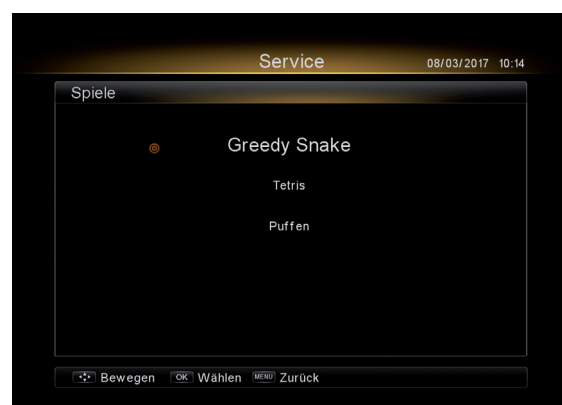 Service 08/03/2017 10:14
Spiele
Greedy Snake
Tetris
Puffen
Bewegen OK Wählen MENU Zurück